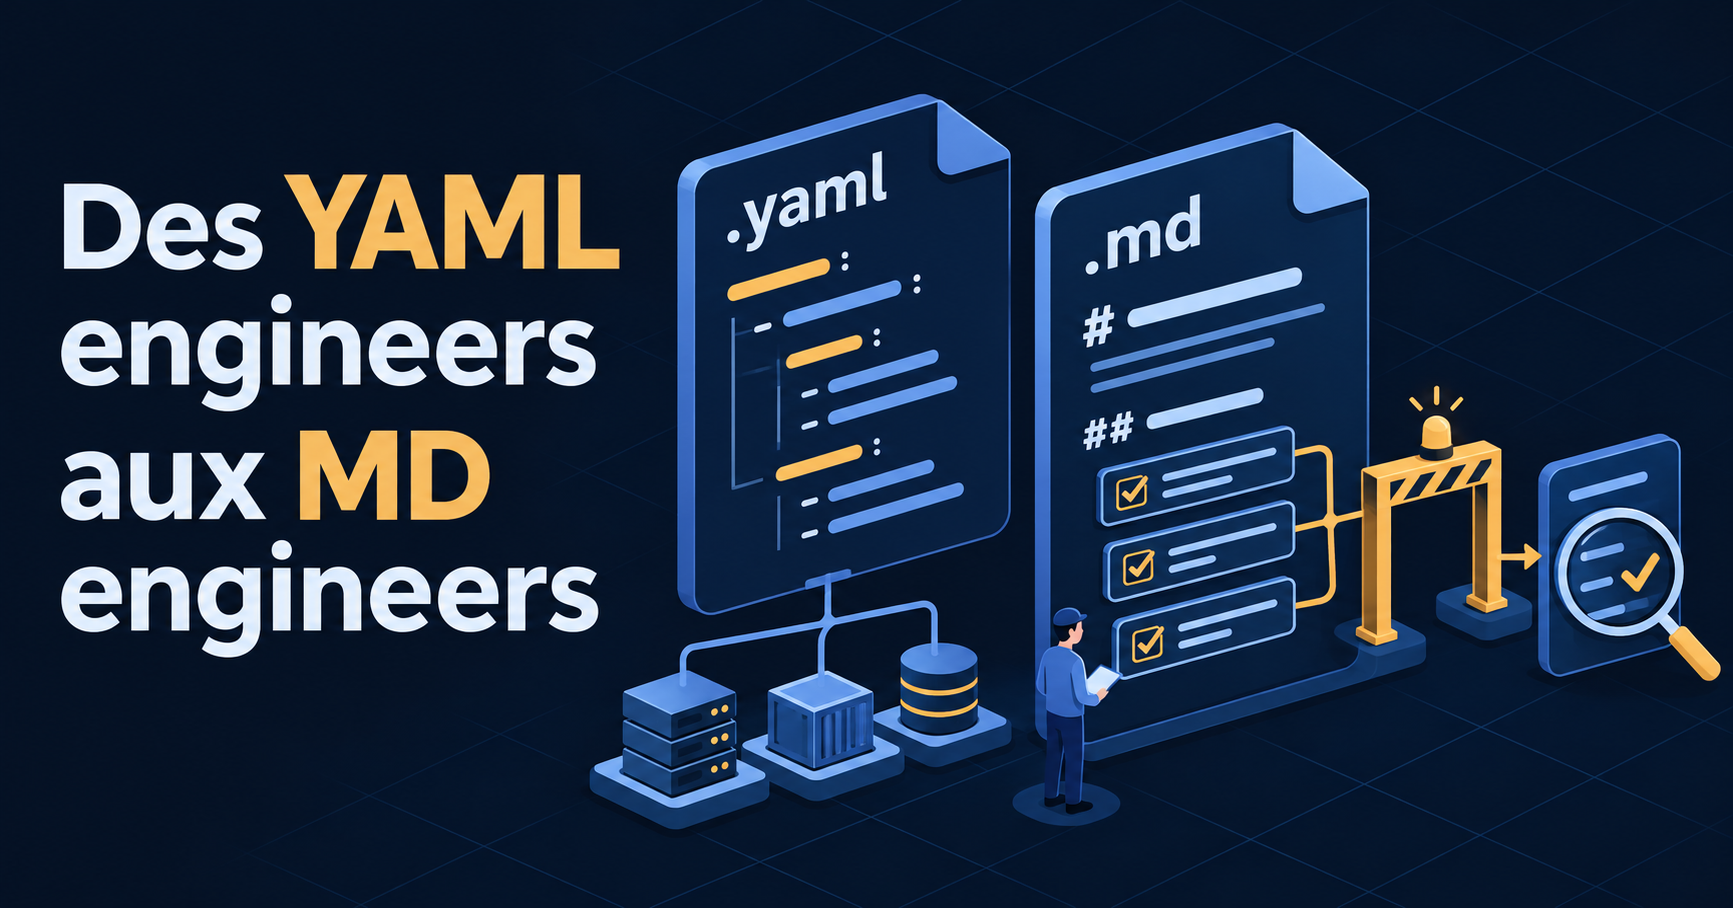 Des YAML
engineers
aux MD
engineers
.yaml
:
:
:
:
.md
#
##